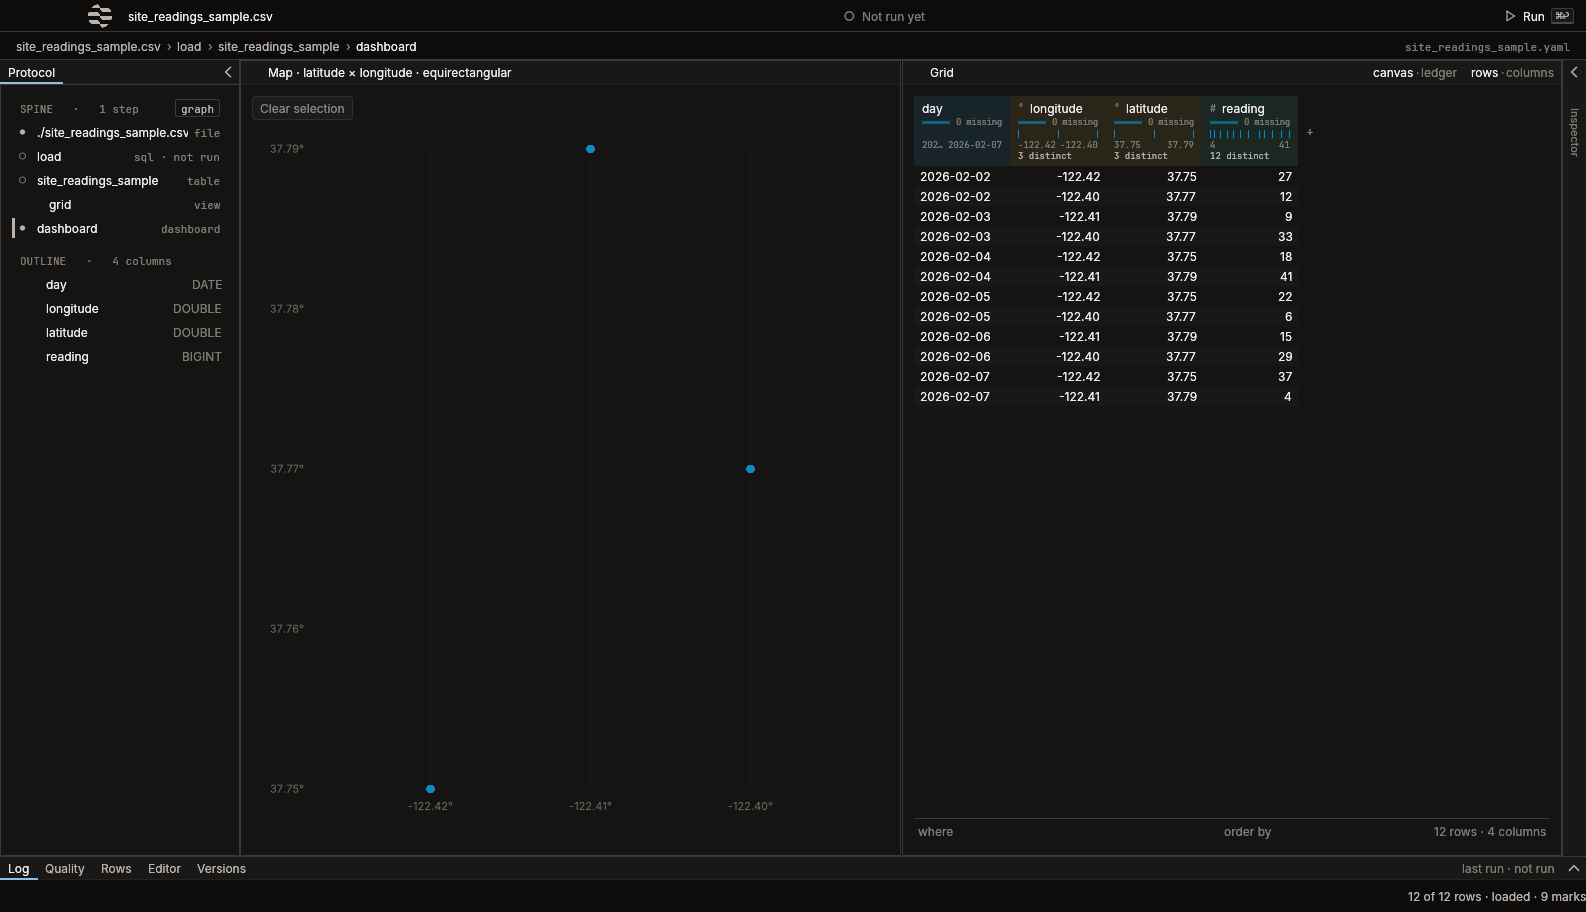 site_readings_sample.csv
Not run yet
Run ⌘⏎
site_readings_sample.csv › load › site_readings_sample › dashboard
site_readings_sample.yaml
Protocol
SPINE · 1 step graph
./site_readings_sample.csv file
load sql · not run
site_readings_sample table
grid view
dashboard dashboard
OUTLINE · 4 columns
day DATE
longitude DOUBLE
latitude DOUBLE
reading BIGINT
Map · latitude × longitude · equirectangular
Clear selection
37.79°
37.78°
37.77°
37.76°
37.75°
-122.42° -122.41° -122.40°
Grid
canvas · ledger rows · columns
day ° longitude ° latitude # reading
0 missing 0 missing 0 missing 0 missing
202… 2026-02-07 -122.42 -122.40 37.75 37.79 4 41
3 distinct 3 distinct 12 distinct
+
2026-02-02 -122.42 37.75 27
2026-02-02 -122.40 37.77 12
2026-02-03 -122.41 37.79 9
2026-02-03 -122.40 37.77 33
2026-02-04 -122.42 37.75 18
2026-02-04 -122.41 37.79 41
2026-02-05 -122.42 37.75 22
2026-02-05 -122.40 37.77 6
2026-02-06 -122.41 37.79 15
2026-02-06 -122.40 37.77 29
2026-02-07 -122.42 37.75 37
2026-02-07 -122.41 37.79 4
where order by 12 rows · 4 columns
Inspector
Log Quality Rows Editor Versions
last run · not run
12 of 12 rows · loaded · 9 marks